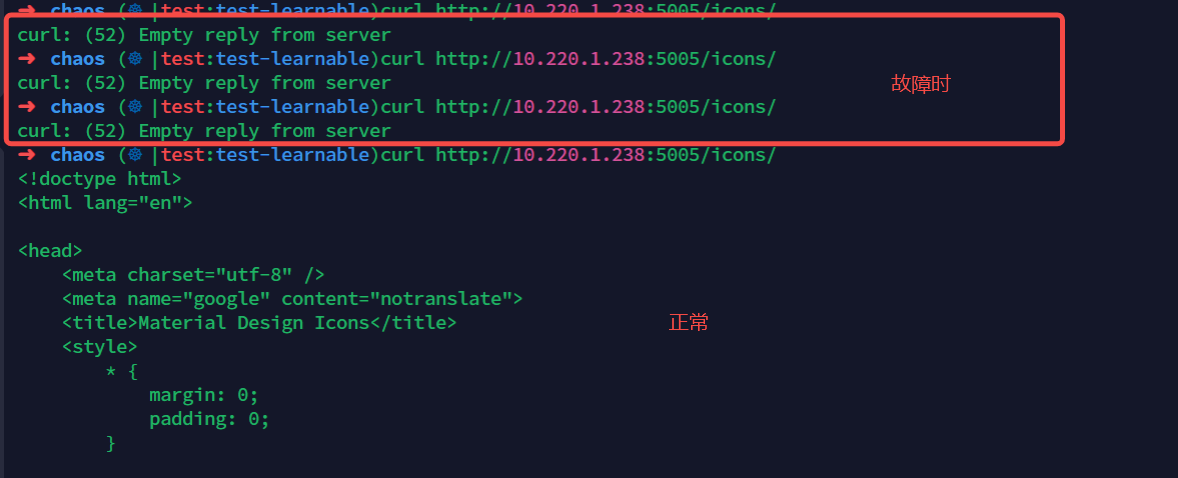 ➜ chaos (☸ |test:test-learnable)curl http://10.220.1.238:5005/icons/
curl: (52) Empty reply from server
➜ chaos (☸ |test:test-learnable)curl http://10.220.1.238:5005/icons/
curl: (52) Empty reply from server
故障时
➜ chaos (☸ |test:test-learnable)curl http://10.220.1.238:5005/icons/
curl: (52) Empty reply from server
➜ chaos (☸ |test:test-learnable)curl http://10.220.1.238:5005/icons/
<!doctype html>
<html lang="en">
<head>
<meta charset="utf-8" />
<meta name="google" content="notranslate">
<title>Material Design Icons</title>
正常
<style>
* {
margin: 0;
padding: 0;
}